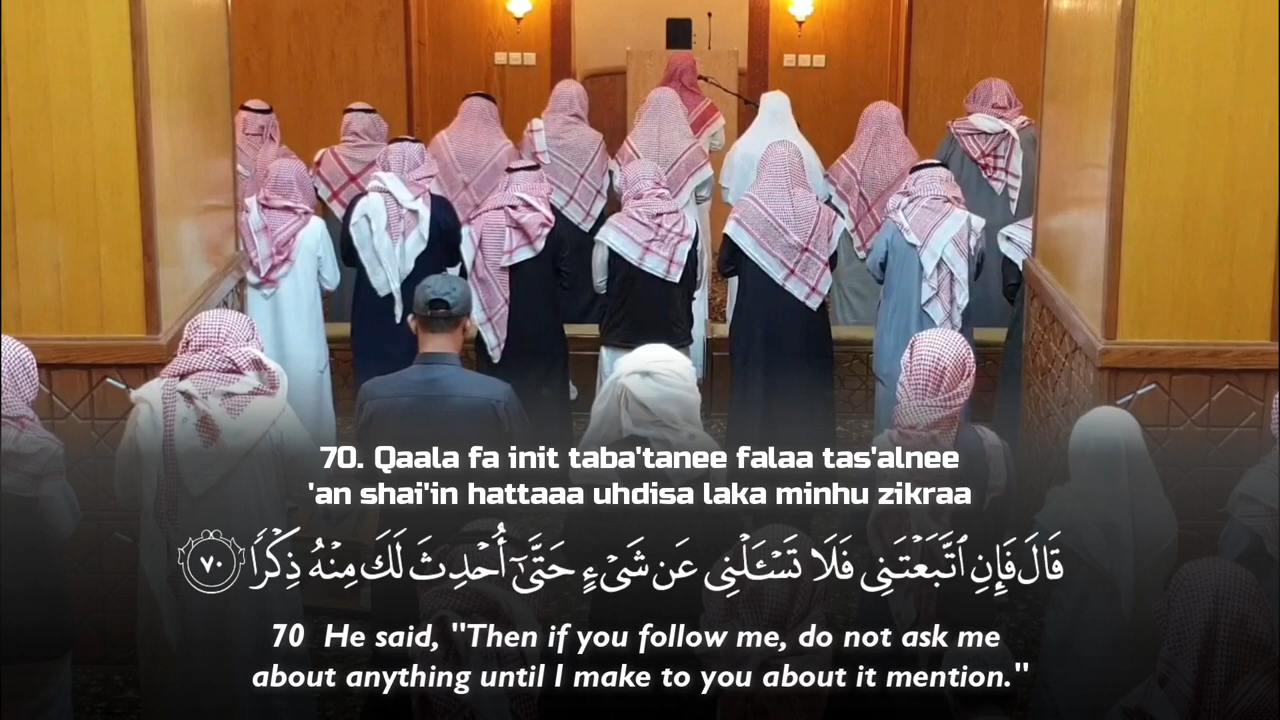 70. Qaala fa init taba'tanee falaa tas'alnee
'an shai'in hattaaa uhdisa laka minhu zikraa
قَالَ فَإِنِ ٱتَّبَعْتَنِى فَلَا تَسْـَٔلْنِى عَن شَىْءٍ حَتَّىٰٓ أُحْدِثَ لَكَ مِنْهُ ذِكْرًا ٧٠
70 He said, "Then if you follow me, do not ask me
about anything until I make to you about it mention."